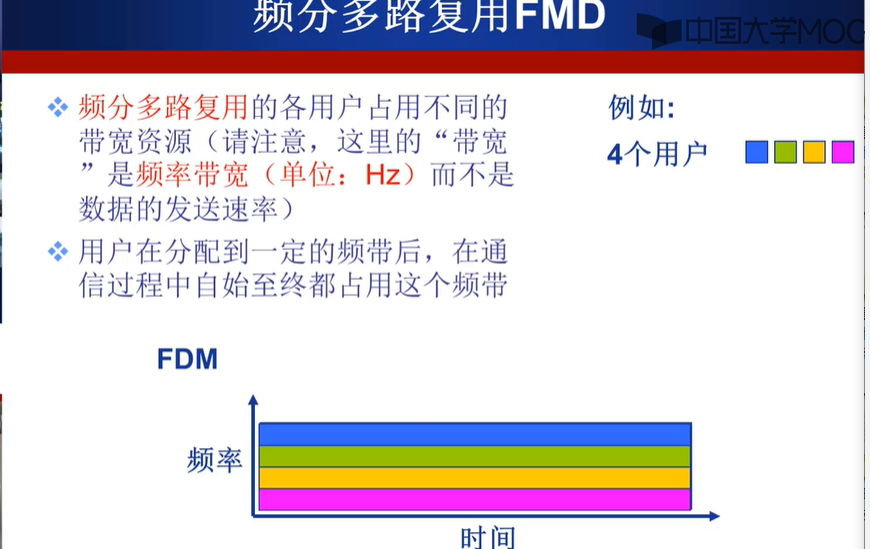 频分多路复用FMD
中国大学MOO
频分多路复用的各用户占用不同的
带宽资源（请注意，这里的“带宽
”是频率带宽（单位：Hz）而不是
数据的发送速率）
用户在分配到一定的频带后，在通
信过程中自始至终都占用这个频带
例如:
4个用户
FDM
频率
时间